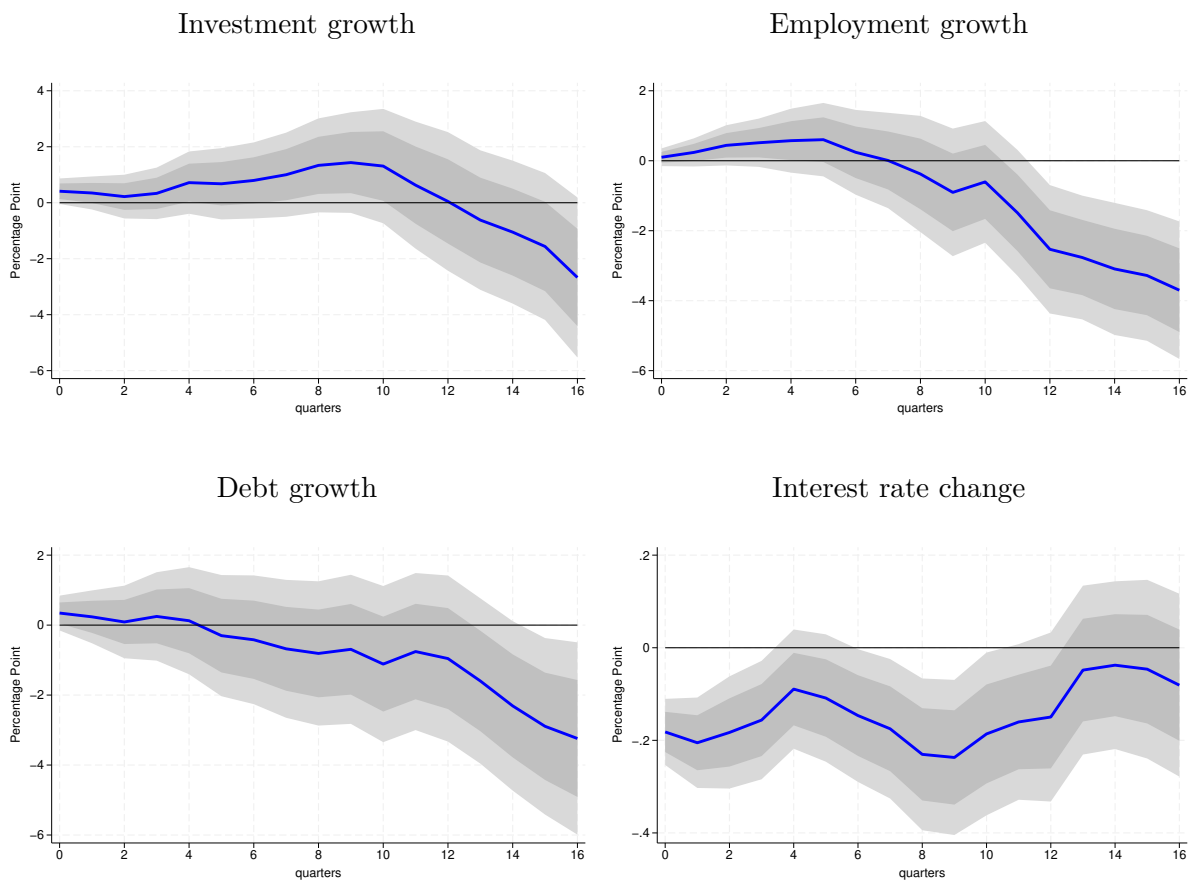 Investment growth
Percentage Point
4
2
0
−2
−4
−6
0 2 4 6 8 10 12 14 16
quarters
Employment growth
Percentage Point
2
0
−2
−4
−6
0 2 4 6 8 10 12 14 16
quarters
Debt growth
Percentage Point
2
0
−2
−4
−6
0 2 4 6 8 10 12 14 16
quarters
Interest rate change
Percentage Point
.2
0
−.2
−.4
0 2 4 6 8 10 12 14 16
quarters